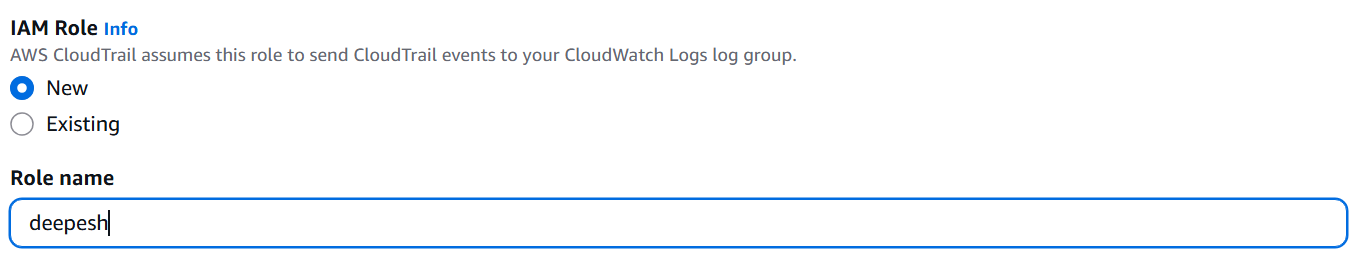 IAM Role Info
AWS CloudTrail assumes this role to send CloudTrail events to your CloudWatch Logs log group.
New
Existing
Role name
deepesh